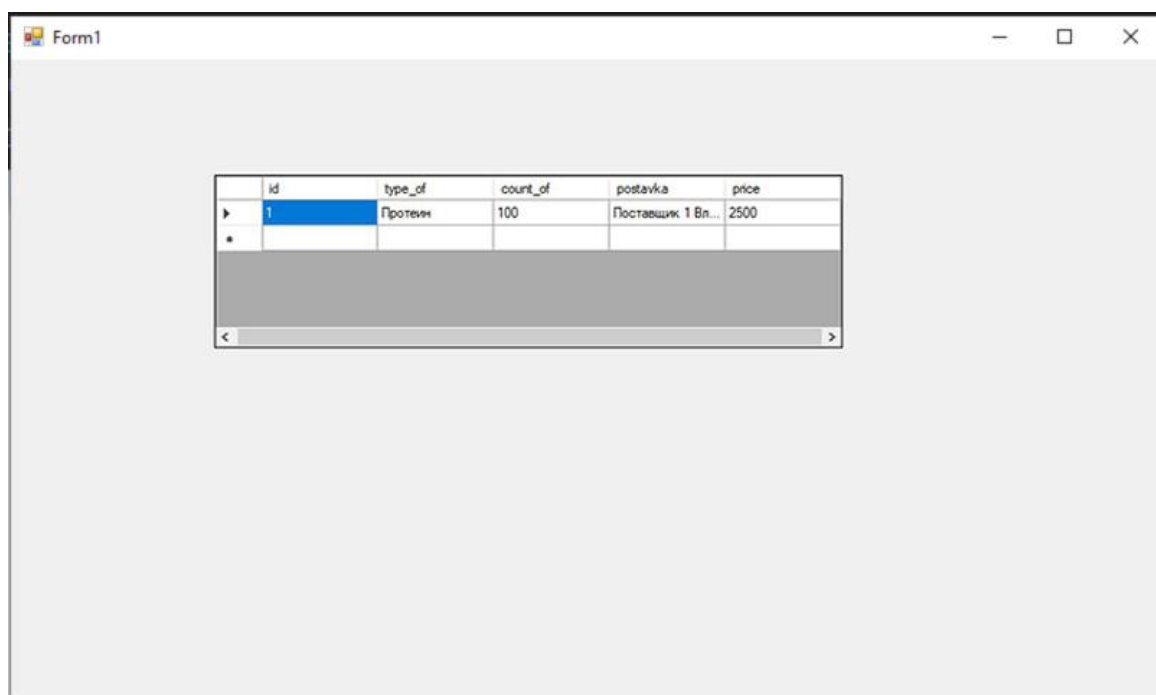 Form1
id type_of count_of postavka price
1 Протеин 100 Поставщик 1 Вл... 2500